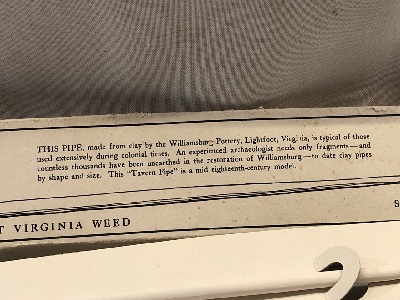 THIS PIPE, made from clay by the Williamsburg Pottery, Lightfoot, Virginia, is typical of those
used extensively during colonial times. An experienced archaeologist needs only fragments—and
countless thousands have been unearthed in the restoration of Williamsburg—to date clay pipes
by shape and size. This "Tavern Pipe" is a mid eighteenth-century model.
T VIRGINIA WEED
S